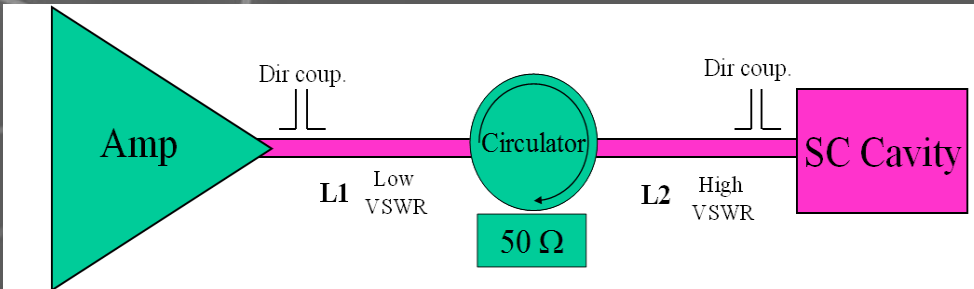 Dir coup.
Dir coup.
Amp
Circulator
SC Cavity
L1
Low
VSWR
L2
High
VSWR
50 Ω